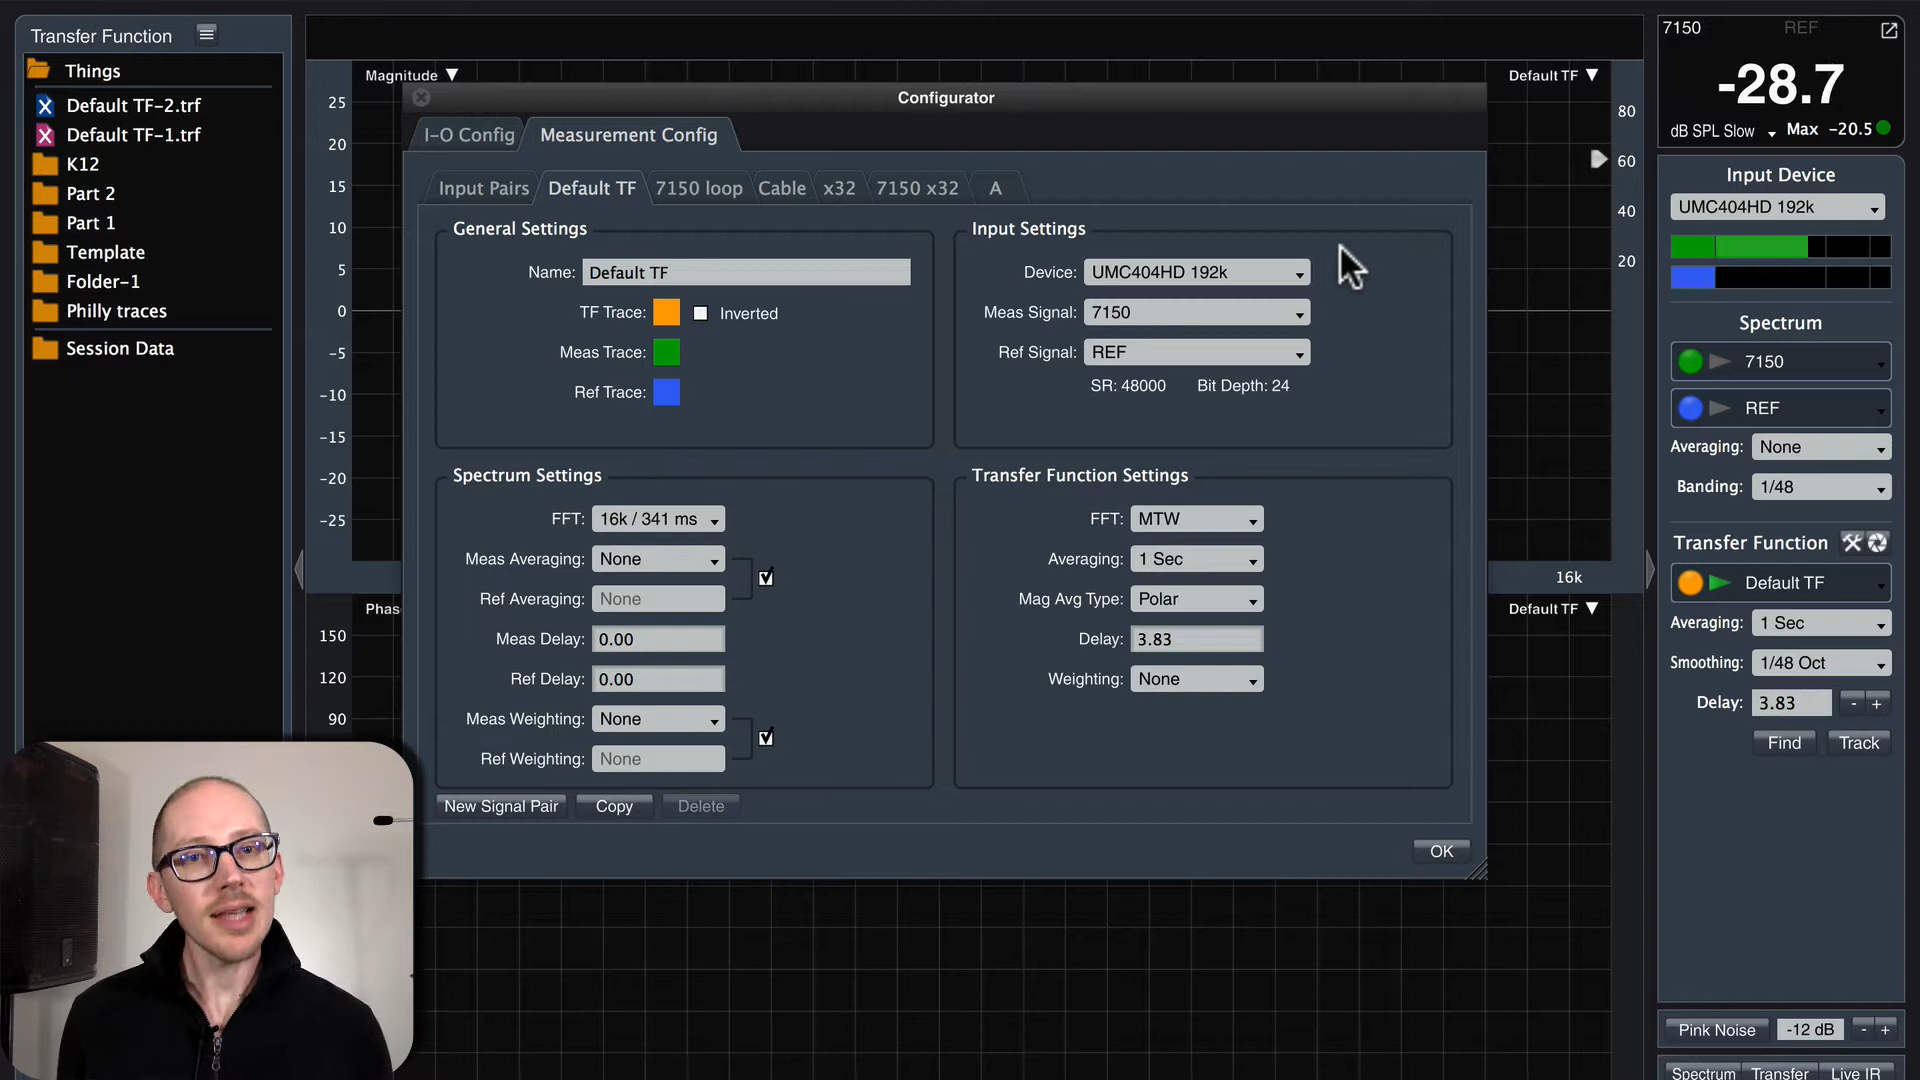 Transfer Function
Things
Default TF-2.trf
Default TF-1.trf
K12
Part 2
Part 1
Template
Folder-1
Philly traces
Session Data
Magnitude
Default TF
25
20
15
10
5
0
-5
-10
-15
-20
-25
80
60
40
20
16k
Phas
Default TF
150
120
90
Configurator
I-O Config
Measurement Config
Input Pairs
Default TF
7150 loop
Cable
x32
7150 x32
A
General Settings
Name: Default TF
TF Trace: Inverted
Meas Trace:
Ref Trace:
Input Settings
Device: UMC404HD 192k
Meas Signal: 7150
Ref Signal: REF
SR: 48000 Bit Depth: 24
Spectrum Settings
FFT: 16k / 341 ms
Meas Averaging: None
Ref Averaging: None
Meas Delay: 0.00
Ref Delay: 0.00
Meas Weighting: None
Ref Weighting: None
Transfer Function Settings
FFT: MTW
Averaging: 1 Sec
Mag Avg Type: Polar
Delay: 3.83
Weighting: None
New Signal Pair
Copy
Delete
OK
7150 REF
-28.7
dB SPL Slow Max -20.5
Input Device
UMC404HD 192k
Spectrum
7150
REF
Averaging: None
Banding: 1/48
Transfer Function
Default TF
Averaging: 1 Sec
Smoothing: 1/48 Oct
Delay: 3.83 - +
Find Track
Pink Noise -12 dB - +
Spectrum Transfer Live IR